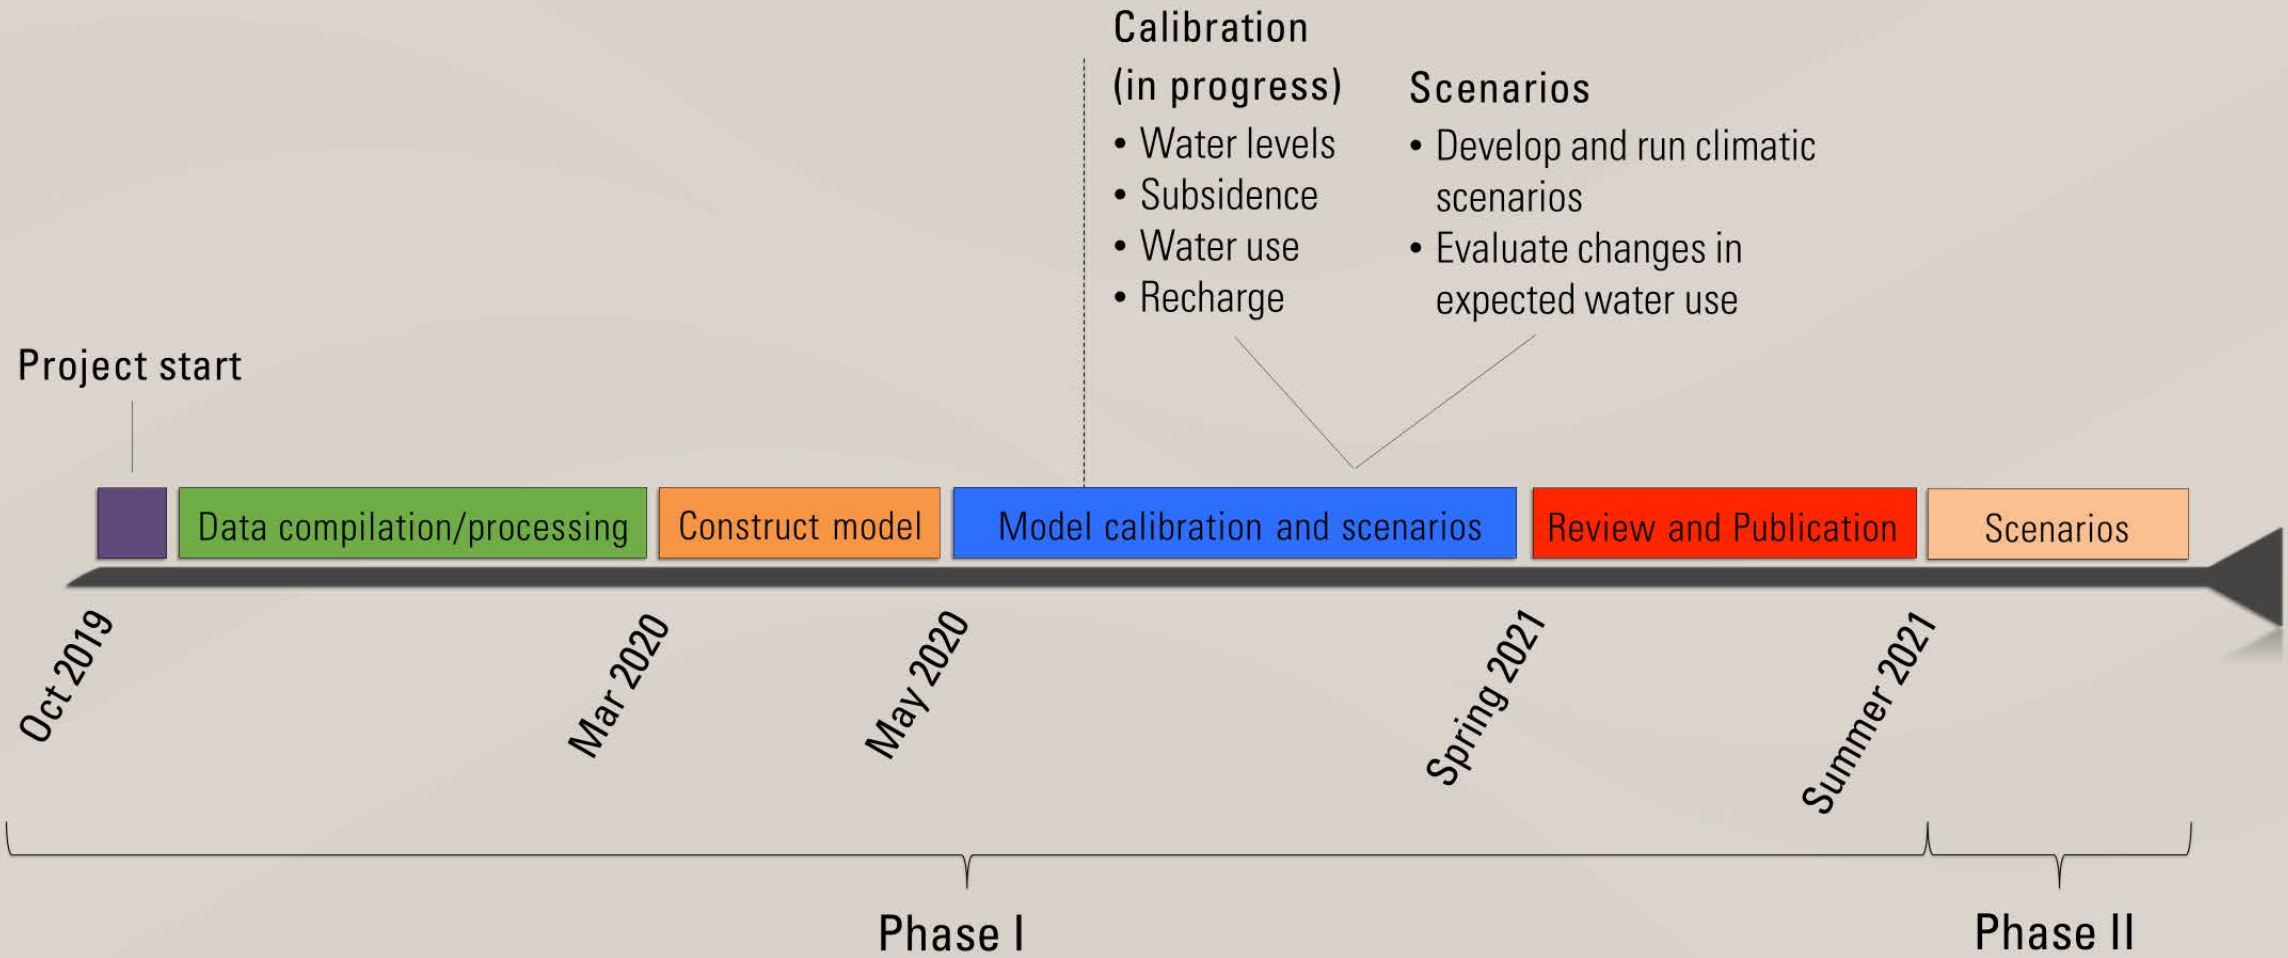 Calibration
(in progress)
• Water levels
• Subsidence
• Water use
• Recharge
Scenarios
• Develop and run climatic
scenarios
• Evaluate changes in
expected water use
Project start
Data compilation/processing
Construct model
Model calibration and scenarios
Review and Publication
Scenarios
Oct 2019
Mar 2020
May 2020
Spring 2021
Summer 2021
Phase I
Phase II